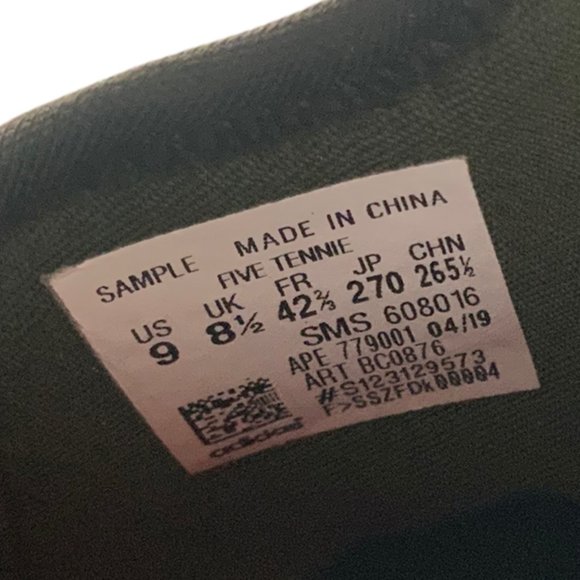 SAMPLE MADE IN CHINA
FIVE TENNIE
US UK FR JP CHN
9 8½ 42⅔ 270 265½
SMS 608016
APE 779001 04/19
ART BC0876
#S123129573
F>SSZFDk00004
adidas